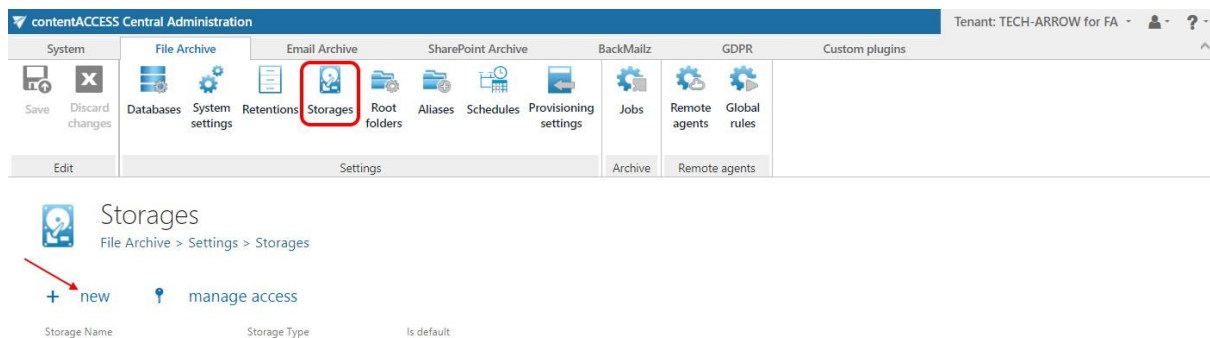 contentACCESS Central Administration Tenant: TECH-ARROW for FA ?
System File Archive Email Archive SharePoint Archive BackMailz GDPR Custom plugins
Save Discard changes Databases System settings Retentions Storages Root folders Aliases Schedules Provisioning settings Jobs Remote agents Global rules
Edit Settings Archive Remote agents
Storages
File Archive > Settings > Storages
+ new manage access
Storage Name Storage Type Is default